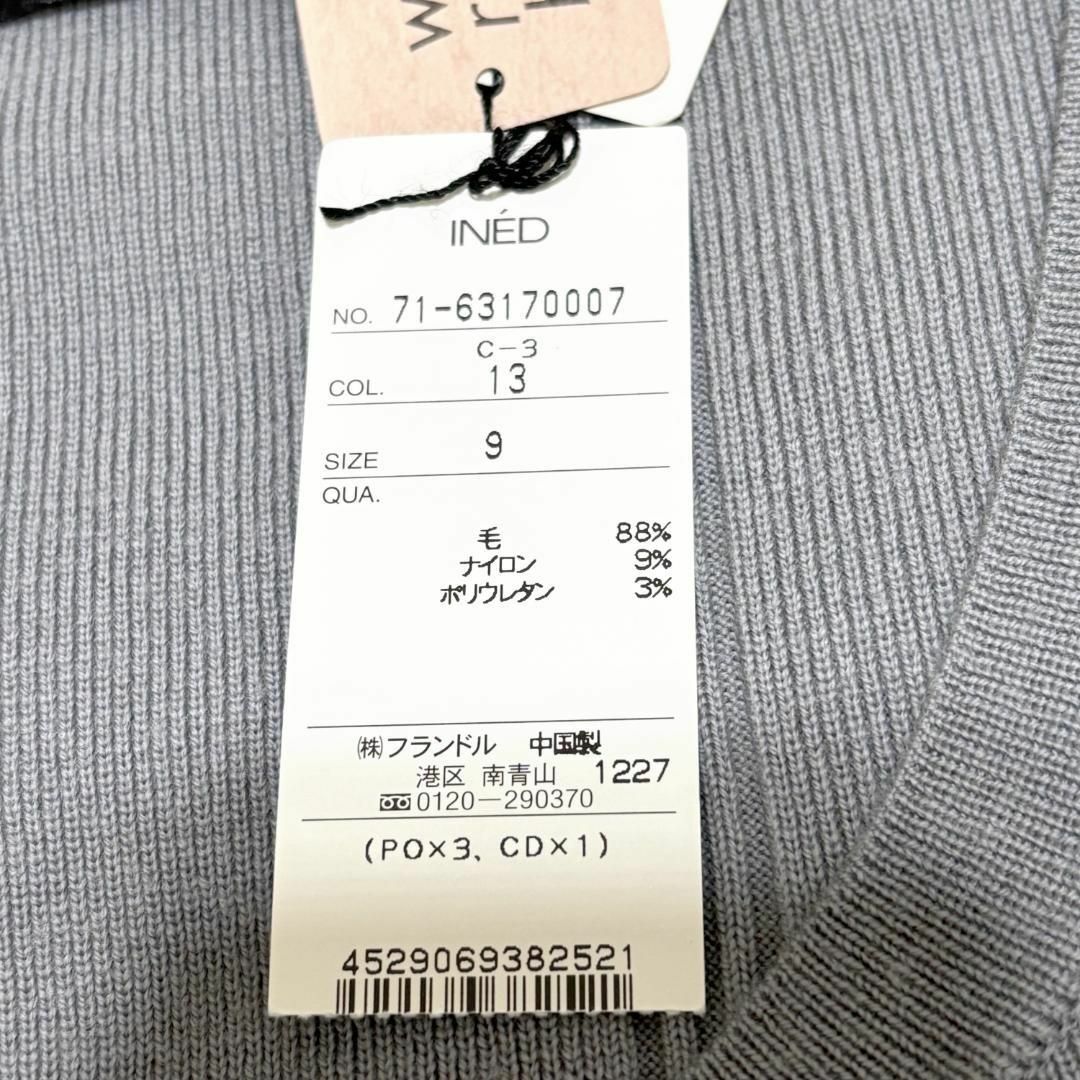 INÉD
NO. 71-63170007
C-3
COL. 13
SIZE 9
QUA.
毛 88%
ナイロン 9%
ポリウレタン 3%
㈱フランドル 中国製
港区 南青山 1227
0120-290370
(PO×3、CD×1)
4529069382521